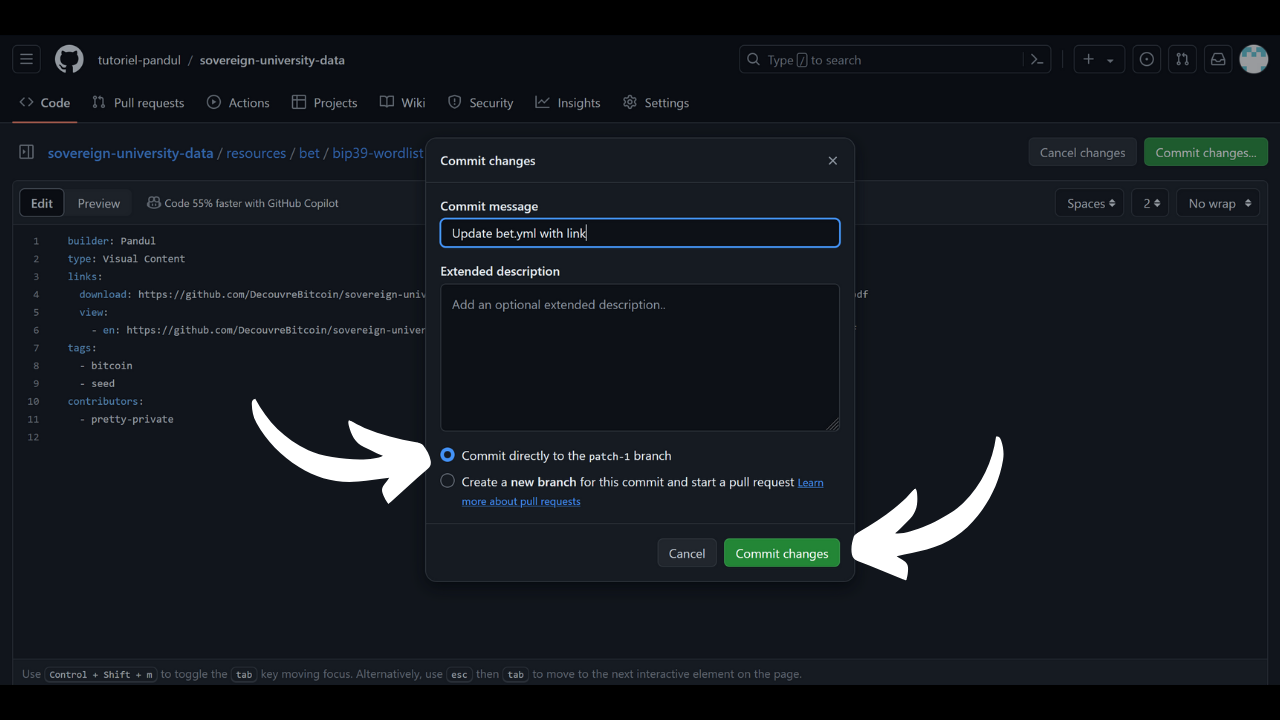 tutoriel-pandul / sovereign-university-data
Type / to search
Code Pull requests Actions Projects Wiki Security Insights Settings
sovereign-university-data / resources / bet / bip39-wordlist
Cancel changes Commit changes...
Edit Preview Code 55% faster with GitHub Copilot
Spaces 2 No wrap
1 builder: Pandul
2 type: Visual Content
3 links:
4 download: https://github.com/DecouvreBitcoin/sovereign-univ
df
5 view:
6 - en: https://github.com/DecouvreBitcoin/sovereign-univer
7 tags:
8 - bitcoin
9 - seed
10 contributors:
11 - pretty-private
12
Commit changes
Commit message
Update bet.yml with link
Extended description
Add an optional extended description..
Commit directly to the patch-1 branch
Create a new branch for this commit and start a pull request Learn
more about pull requests
Cancel Commit changes
Use Control + Shift + m to toggle the tab key moving focus. Alternatively, use esc then tab to move to the next interactive element on the page.